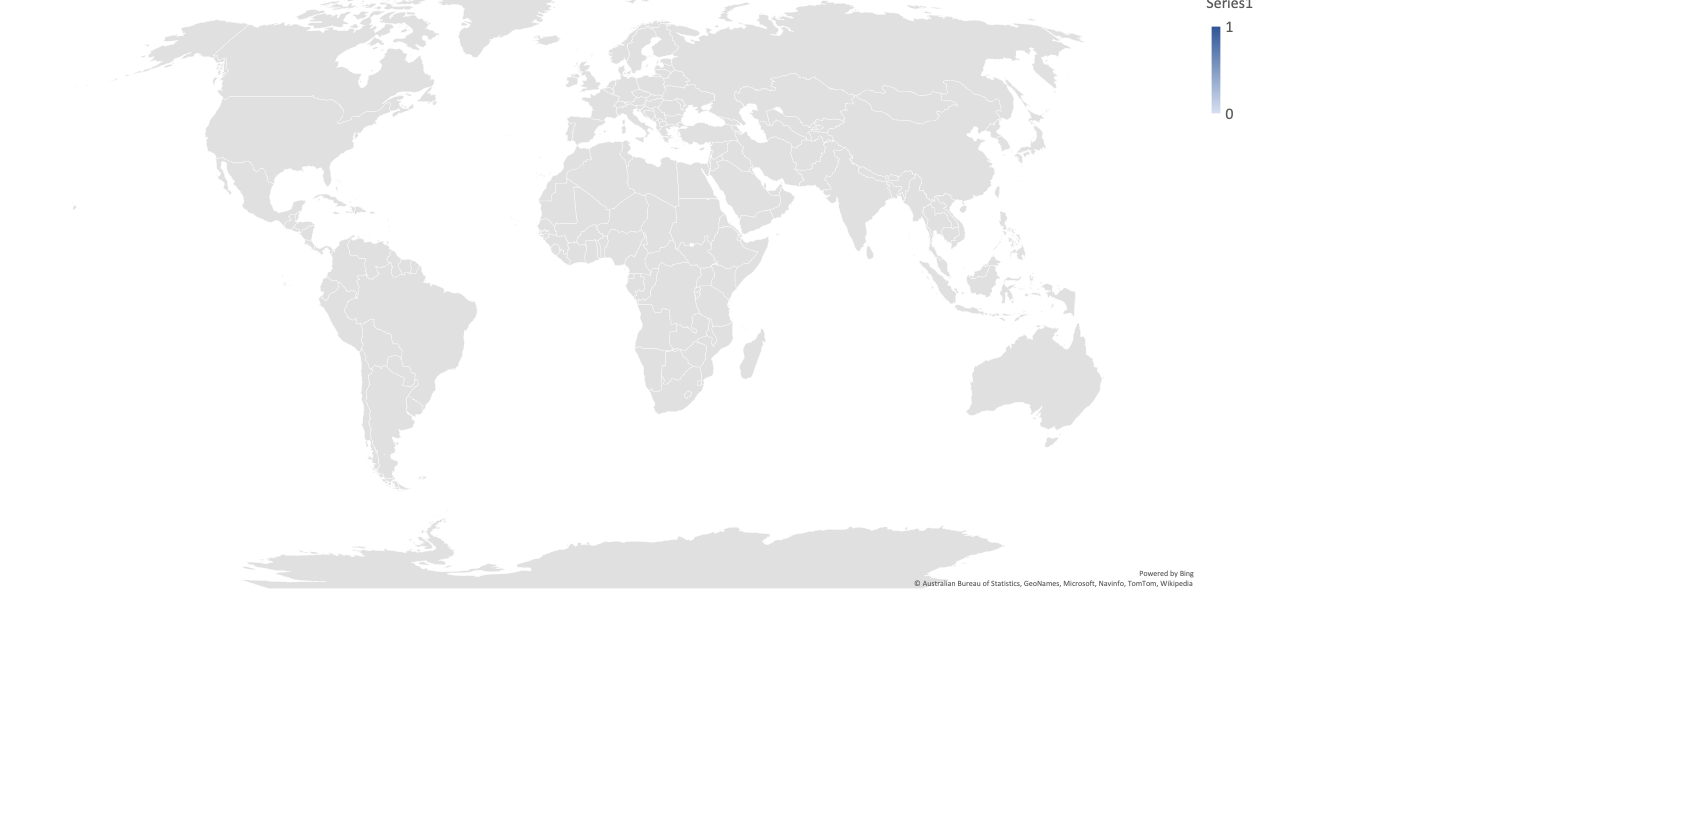 Series1
1
0
Powered by Bing
© Australian Bureau of Statistics, GeoNames, Microsoft, Navinfo, TomTom, Wikipedia